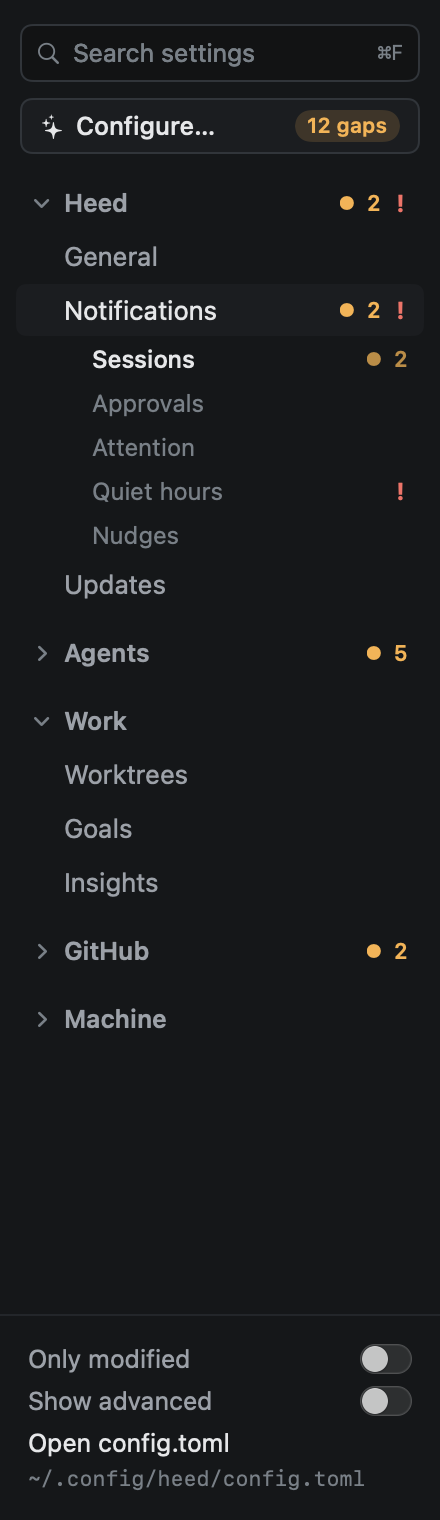 Search settings ⌘F
Configure... 12 gaps
Heed 2 !
General
Notifications 2 !
Sessions 2
Approvals
Attention
Quiet hours !
Nudges
Updates
Agents 5
Work
Worktrees
Goals
Insights
GitHub 2
Machine
Only modified
Show advanced
Open config.toml
~/.config/heed/config.toml